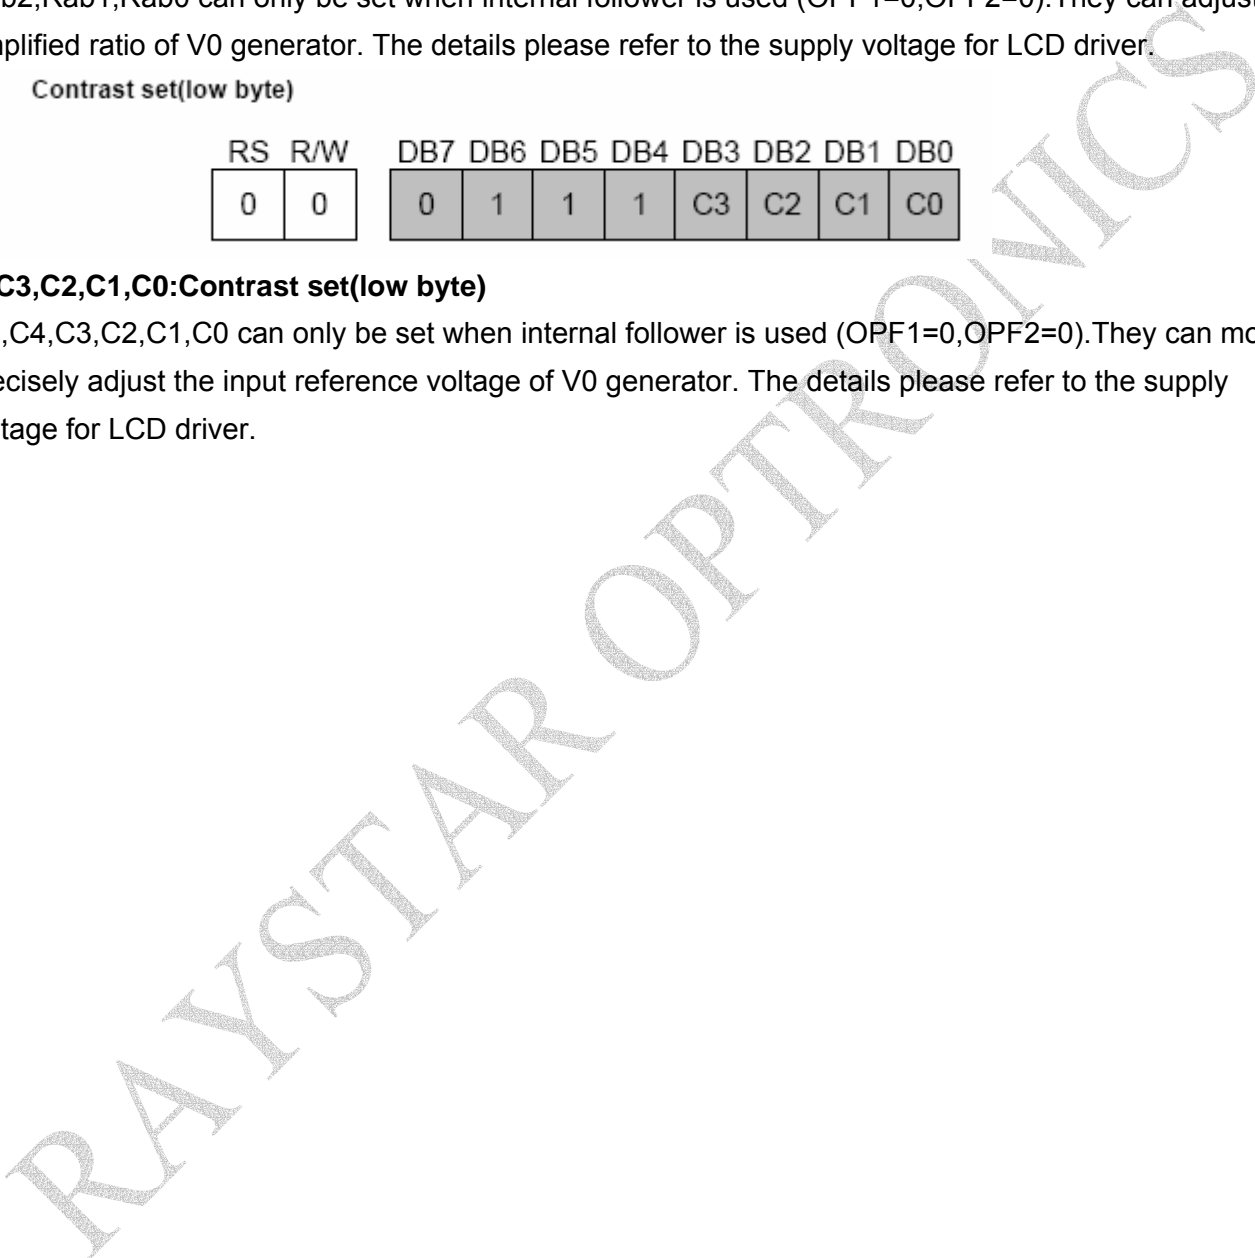 b2,Rab1,Rab0 can only be set when internal follower is used (OPF1=0,OPF2=0).They can adjust
nplified ratio of V0 generator. The details please refer to the supply voltage for LCD driver.
Contrast set(low byte)
RS R/W DB7 DB6 DB5 DB4 DB3 DB2 DB1 DB0
0 0 0 1 1 1 C3 C2 C1 C0
C3,C2,C1,C0:Contrast set(low byte)
,C4,C3,C2,C1,C0 can only be set when internal follower is used (OPF1=0,OPF2=0).They can mo
ecisely adjust the input reference voltage of V0 generator. The details please refer to the supply
tage for LCD driver.
RAYSTAR OPTRONICS